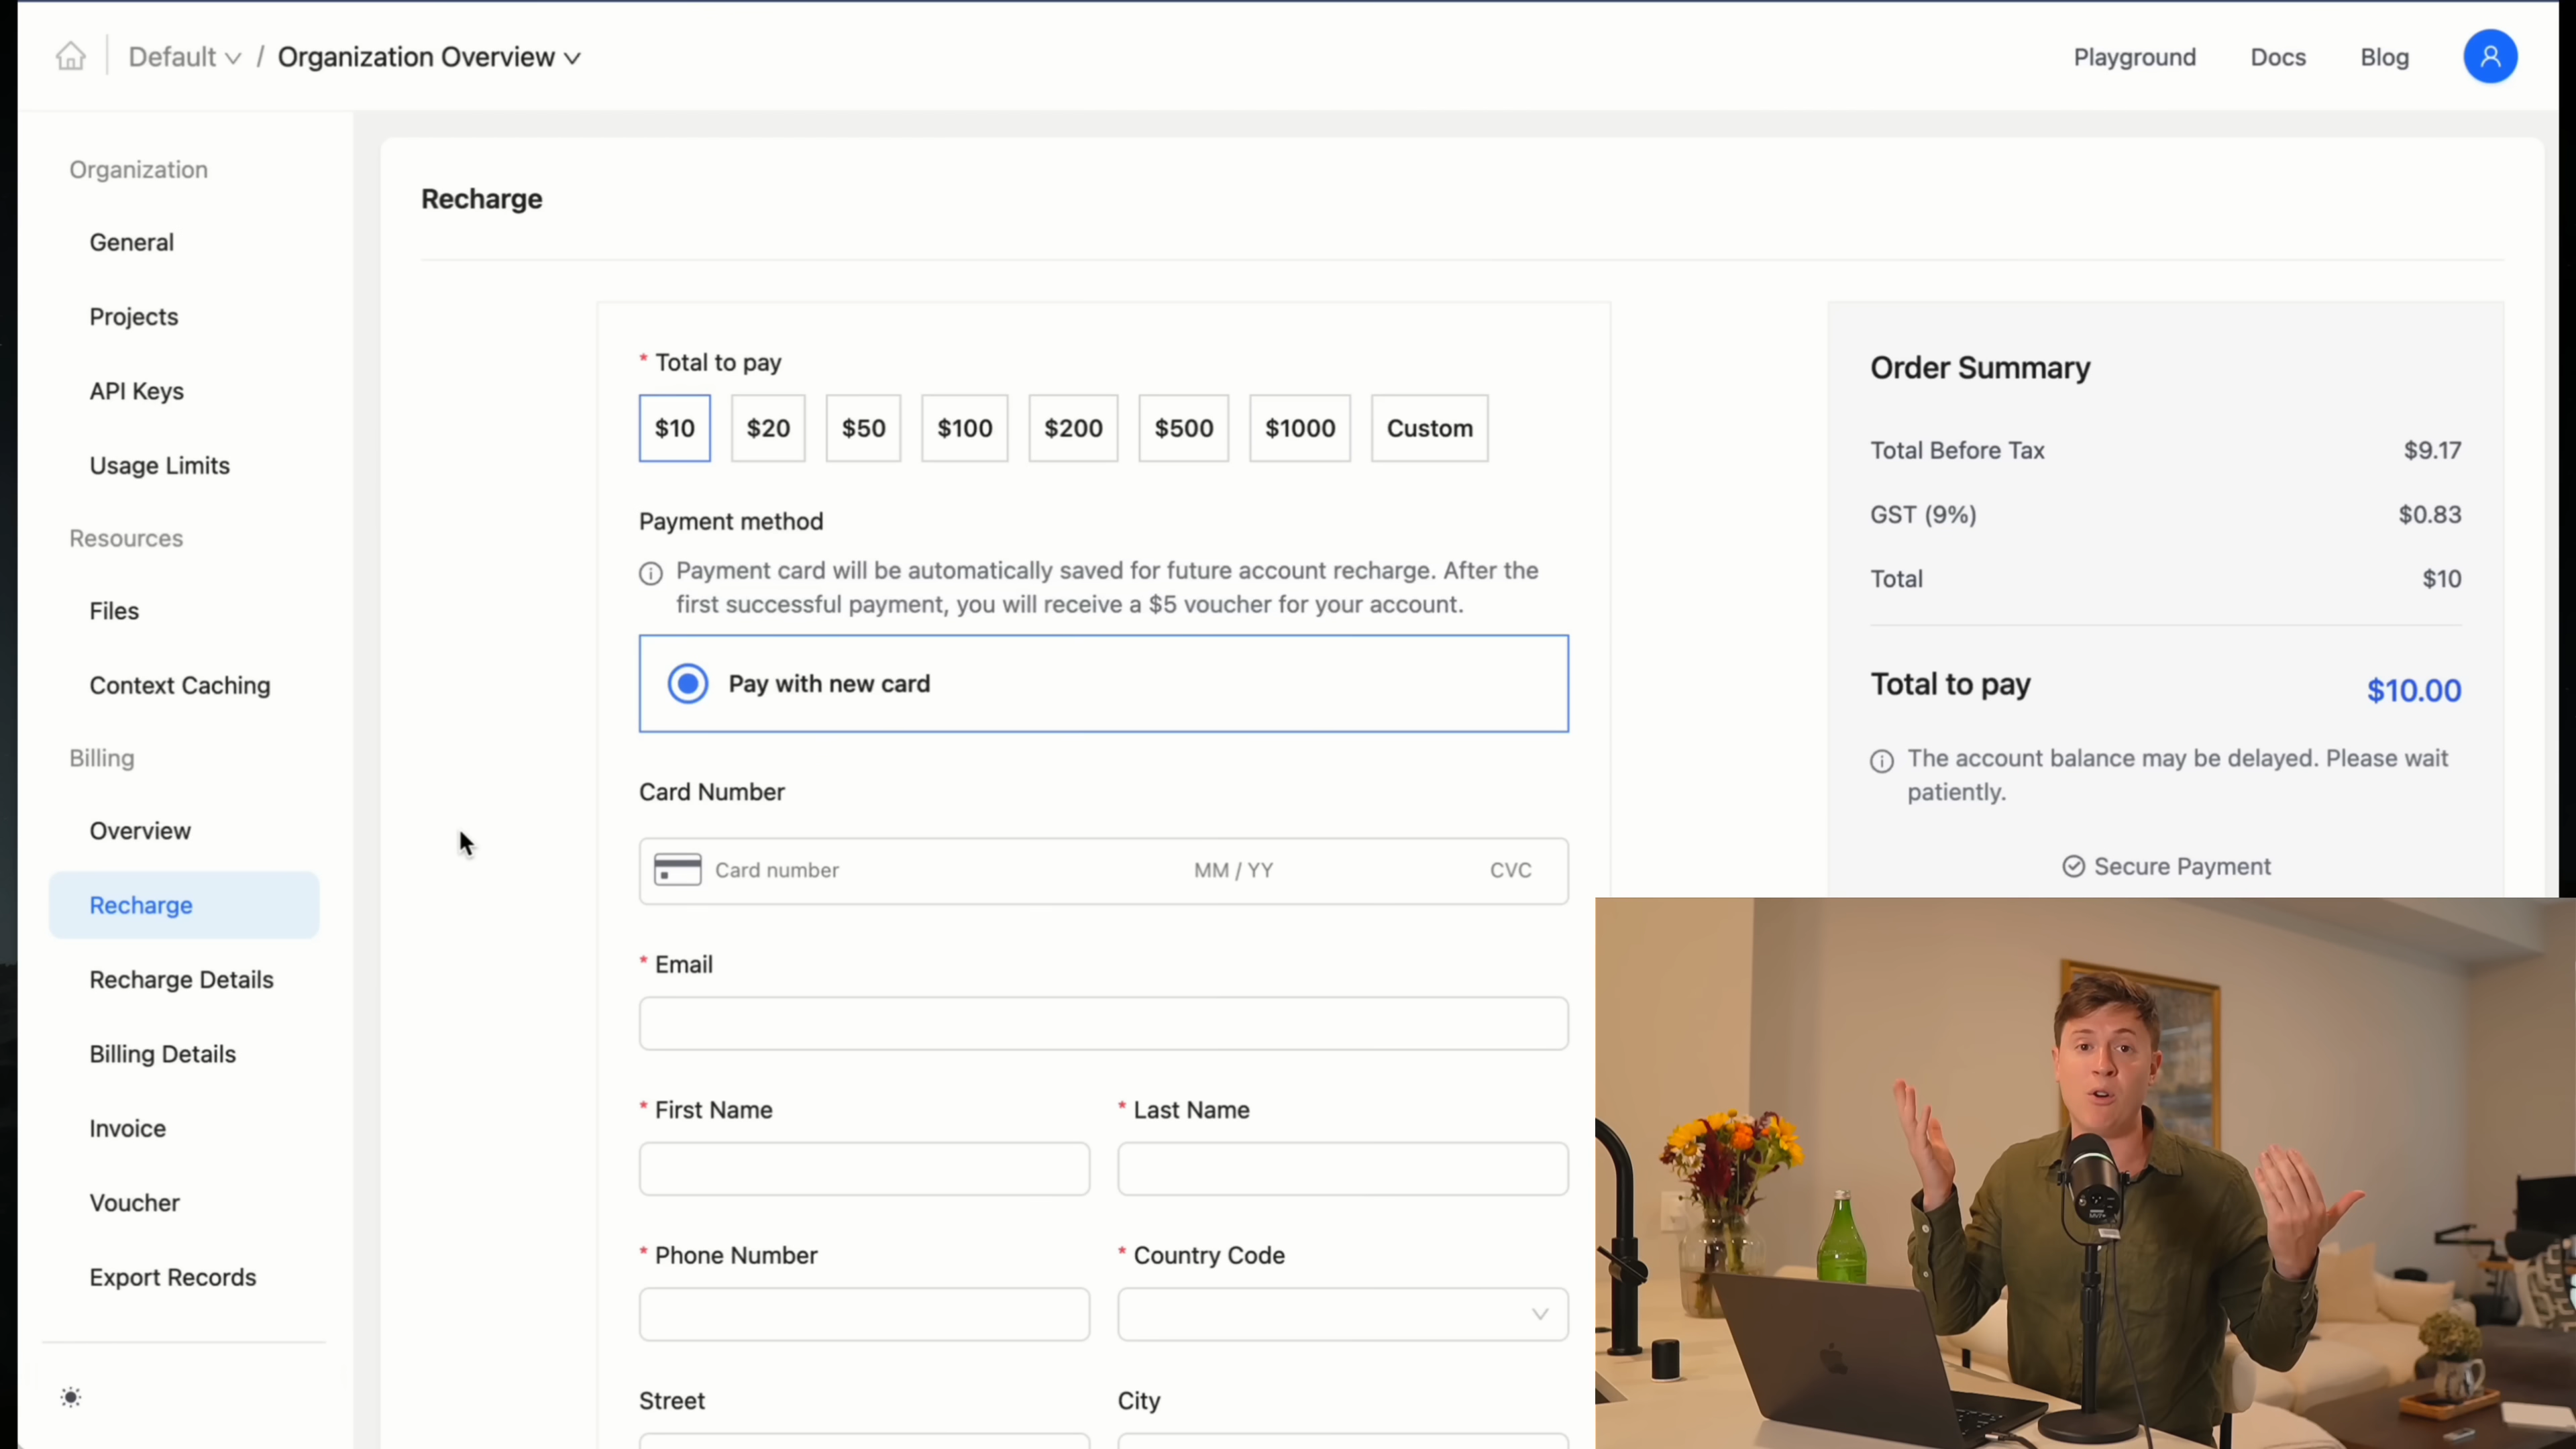 Default / Organization Overview
Playground Docs Blog
Organization
General
Projects
API Keys
Usage Limits
Resources
Files
Context Caching
Billing
Overview
Recharge
Recharge Details
Billing Details
Invoice
Voucher
Export Records
Recharge
* Total to pay
$10 $20 $50 $100 $200 $500 $1000 Custom
Payment method
Payment card will be automatically saved for future account recharge. After the
first successful payment, you will receive a $5 voucher for your account.
Pay with new card
Card Number
Card number MM / YY CVC
* Email
* First Name * Last Name
* Phone Number * Country Code
Street City
Order Summary
Total Before Tax $9.17
GST (9%) $0.83
Total $10
Total to pay $10.00
The account balance may be delayed. Please wait
patiently.
Secure Payment